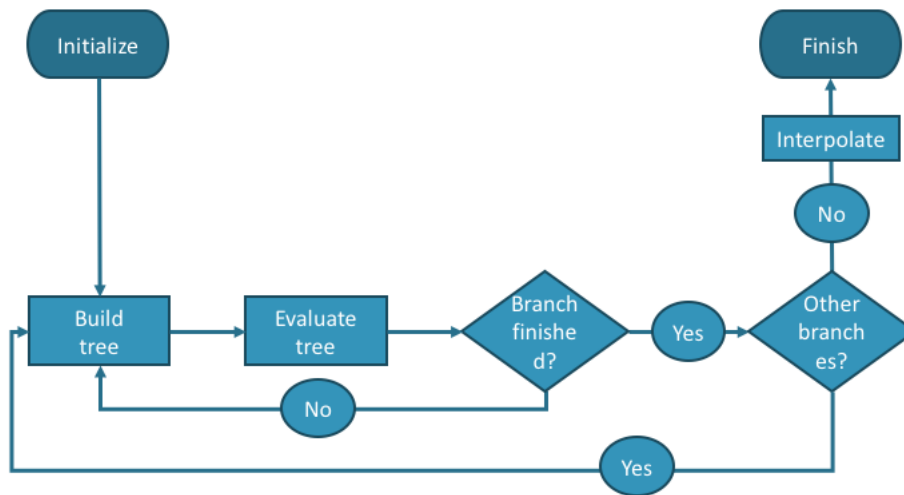 Initialize
Finish
Interpolate
No
Build
tree
Evaluate
tree
Branch
finishe
d?
Yes
Other
branch
es?
No
Yes